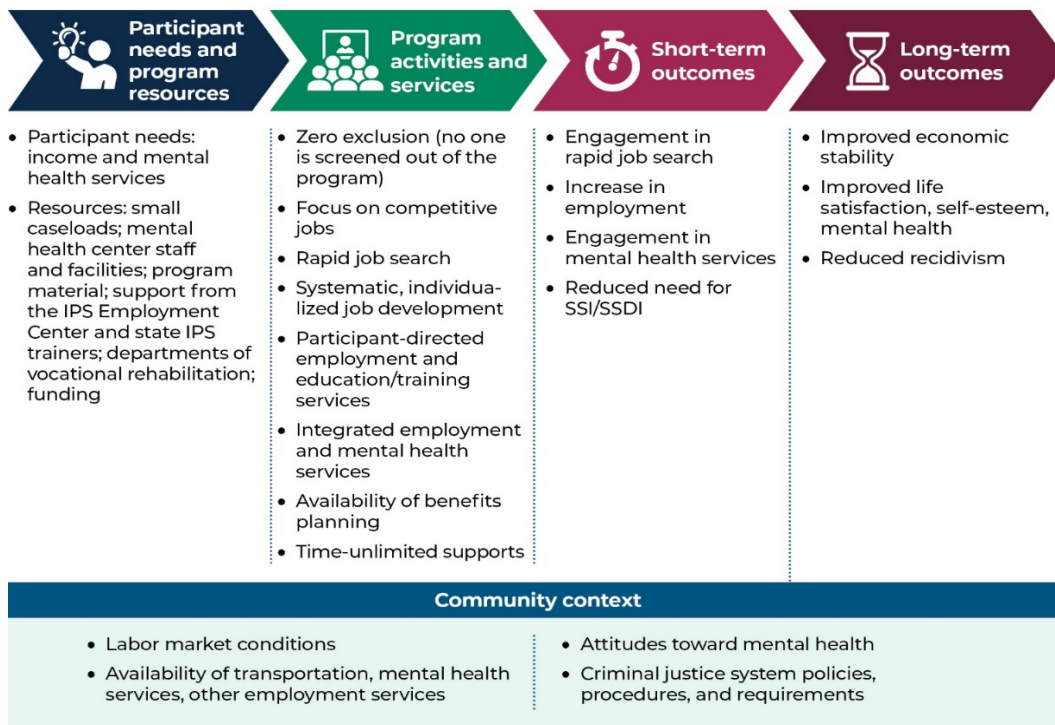 Participant
needs and
program
resources
Program
activities and
services
Short-term
outcomes
Long-term
outcomes
• Participant needs:
income and mental
health services
• Resources: small
caseloads; mental
health center staff
and facilities; program
material; support from
the IPS Employment
Center and state IPS
trainers; departments of
vocational rehabilitation;
funding
• Zero exclusion (no one
is screened out of the
program)
• Focus on competitive
jobs
• Rapid job search
• Systematic, individua-
lized job development
• Participant-directed
employment and
education/training
services
• Integrated employment
and mental health
services
• Availability of benefits
planning
• Time-unlimited supports
• Engagement in
rapid job search
• Increase in
employment
• Engagement in
mental health services
• Reduced need for
SSI/SSDI
• Improved economic
stability
• Improved life
satisfaction, self-esteem,
mental health
• Reduced recidivism
Community context
• Labor market conditions
• Availability of transportation, mental health
services, other employment services
• Attitudes toward mental health
• Criminal justice system policies,
procedures, and requirements